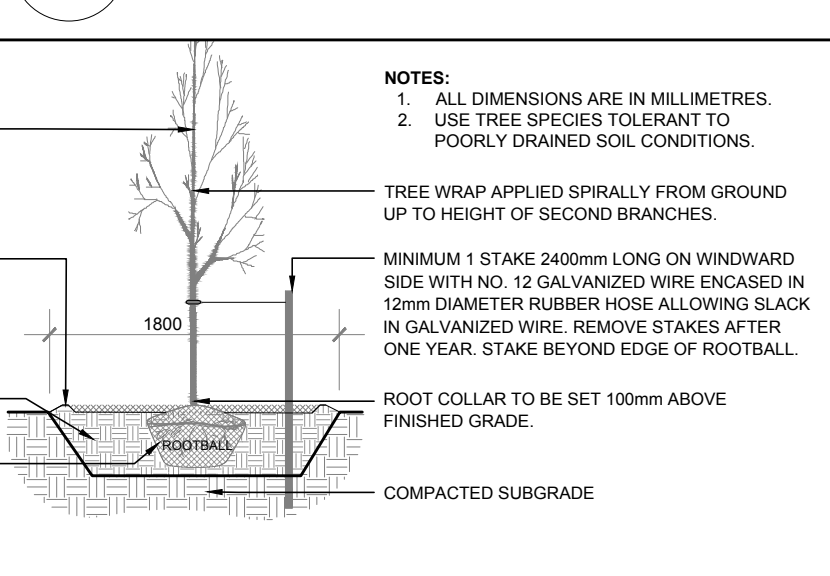 NOTES:
1. ALL DIMENSIONS ARE IN MILLIMETRES.
2. USE TREE SPECIES TOLERANT TO
POORLY DRAINED SOIL CONDITIONS.
TREE WRAP APPLIED SPIRALLY FROM GROUND
UP TO HEIGHT OF SECOND BRANCHES.
MINIMUM 1 STAKE 2400mm LONG ON WINDWARD
SIDE WITH NO. 12 GALVANIZED WIRE ENCASED IN
12mm DIAMETER RUBBER HOSE ALLOWING SLACK
IN GALVANIZED WIRE. REMOVE STAKES AFTER
ONE YEAR. STAKE BEYOND EDGE OF ROOTBALL.
1800
ROOT COLLAR TO BE SET 100mm ABOVE
FINISHED GRADE.
ROOTBALL
COMPACTED SUBGRADE